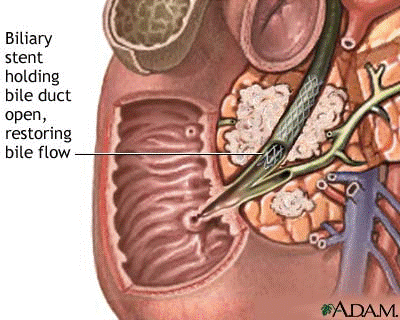 Biliary
stent
holding
bile duct
open,
restoring
bile flow
A.D.A.M.